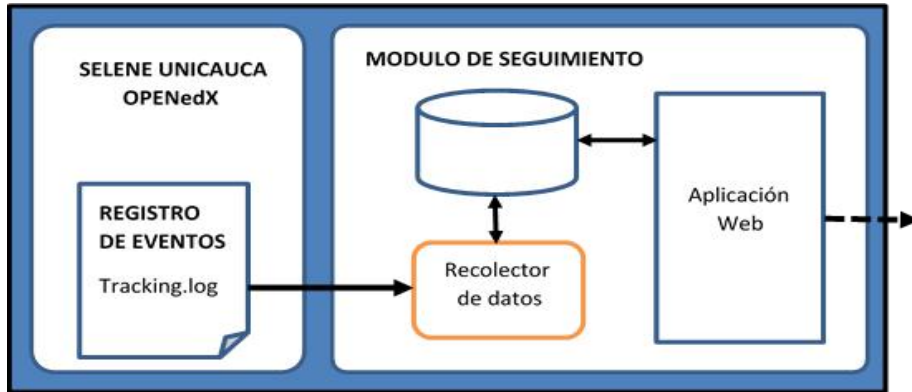 SELENE UNICAUCA
OPENedX
REGISTRO
DE EVENTOS
Tracking.log
MODULO DE SEGUIMIENTO
Recolector
de datos
Aplicación
Web